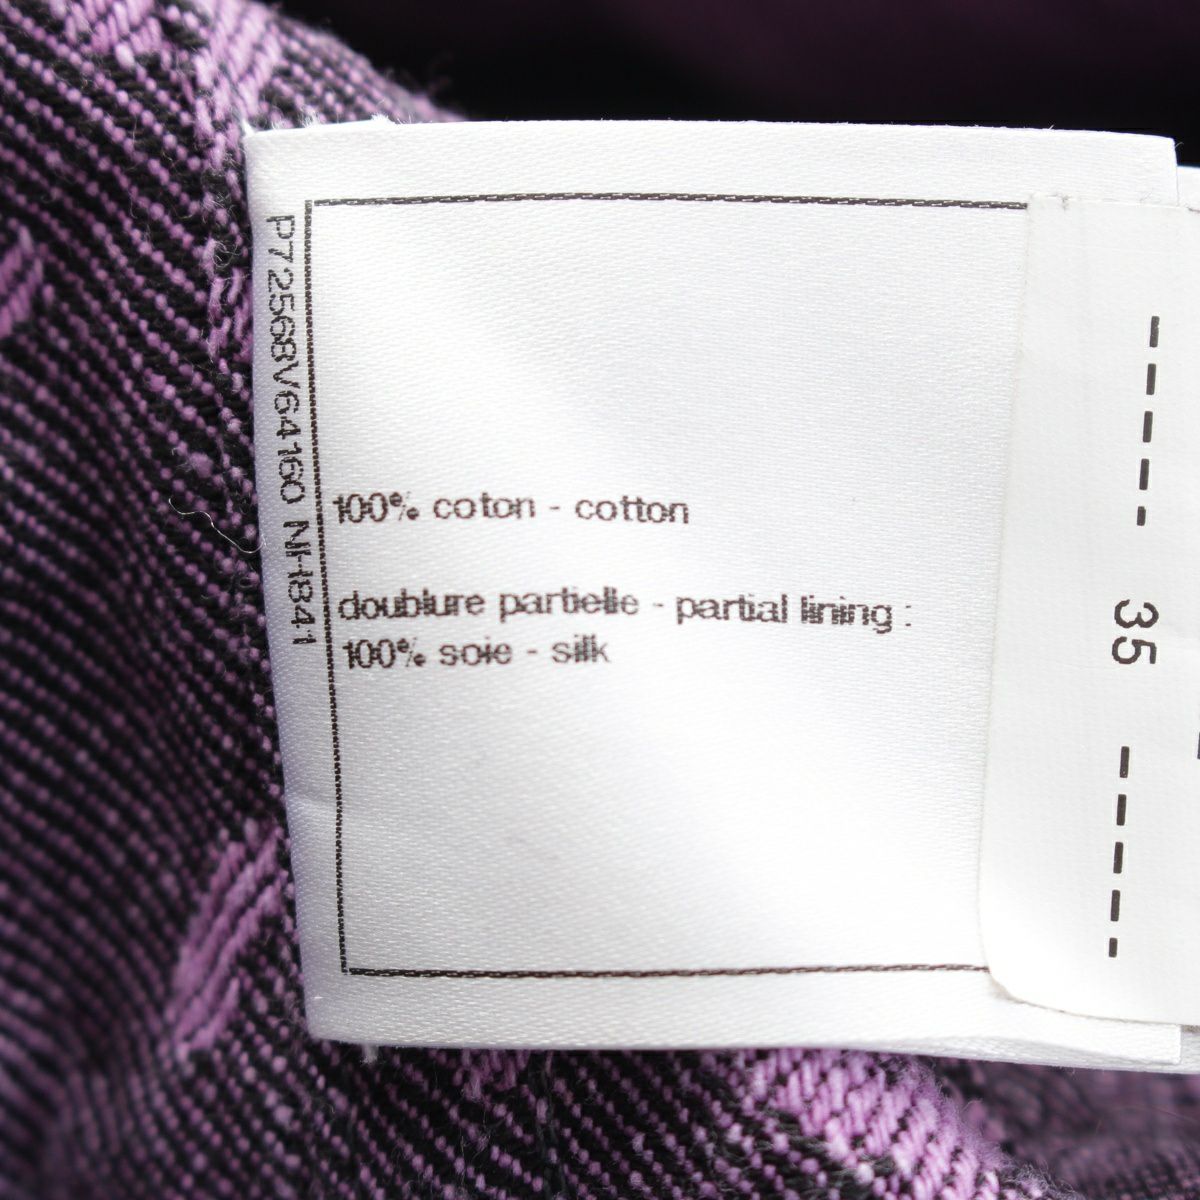 P72568V64160 NH841
100% coton - cotton
doublure partielle - partial lining :
100% soie - silk
----- 35 -----